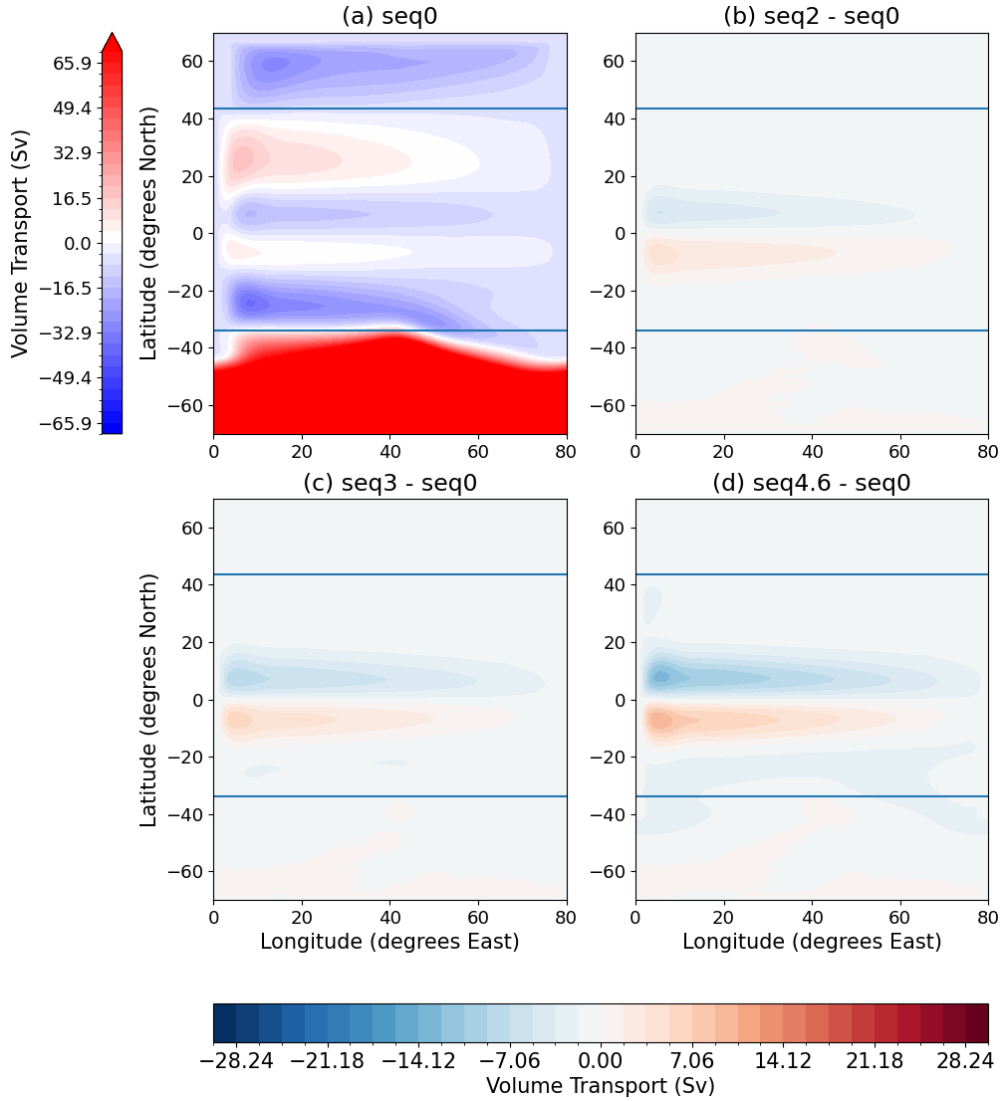 (a) seq0
(b) seq2 - seq0
Volume Transport (Sv)
65.9
49.4
32.9
16.5
0.0
−16.5
−32.9
−49.4
−65.9
Latitude (degrees North)
60
40
20
0
−20
−40
−60
0 20 40 60 80
60
40
20
0
−20
−40
−60
0 20 40 60 80
(c) seq3 - seq0
(d) seq4.6 - seq0
Latitude (degrees North)
60
40
20
0
−20
−40
−60
0 20 40 60 80
Longitude (degrees East)
60
40
20
0
−20
−40
−60
0 20 40 60 80
Longitude (degrees East)
−28.24 −21.18 −14.12 −7.06 0.00 7.06 14.12 21.18 28.24
Volume Transport (Sv)